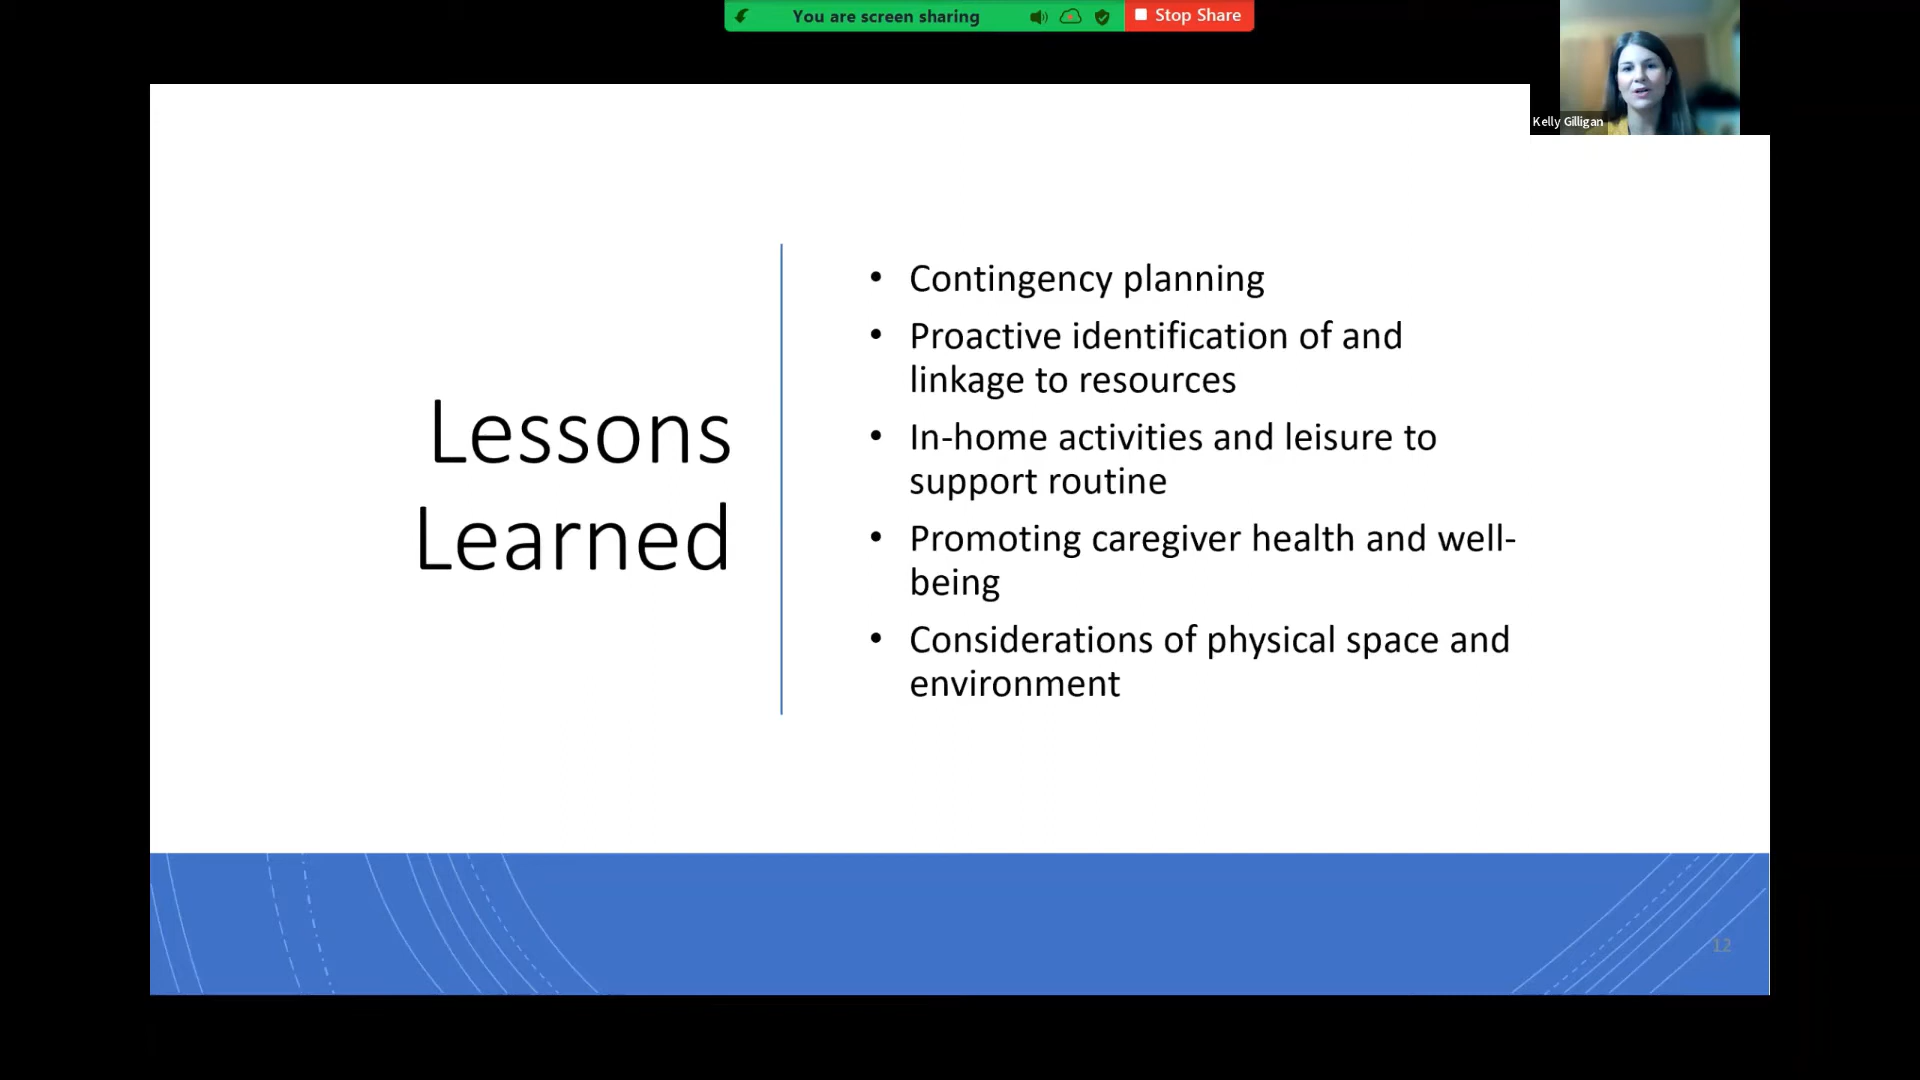 You are screen sharing
Stop Share
Kelly Gilligan
Lessons
Learned
• Contingency planning
• Proactive identification of and
linkage to resources
• In-home activities and leisure to
support routine
• Promoting caregiver health and well-
being
• Considerations of physical space and
environment
12